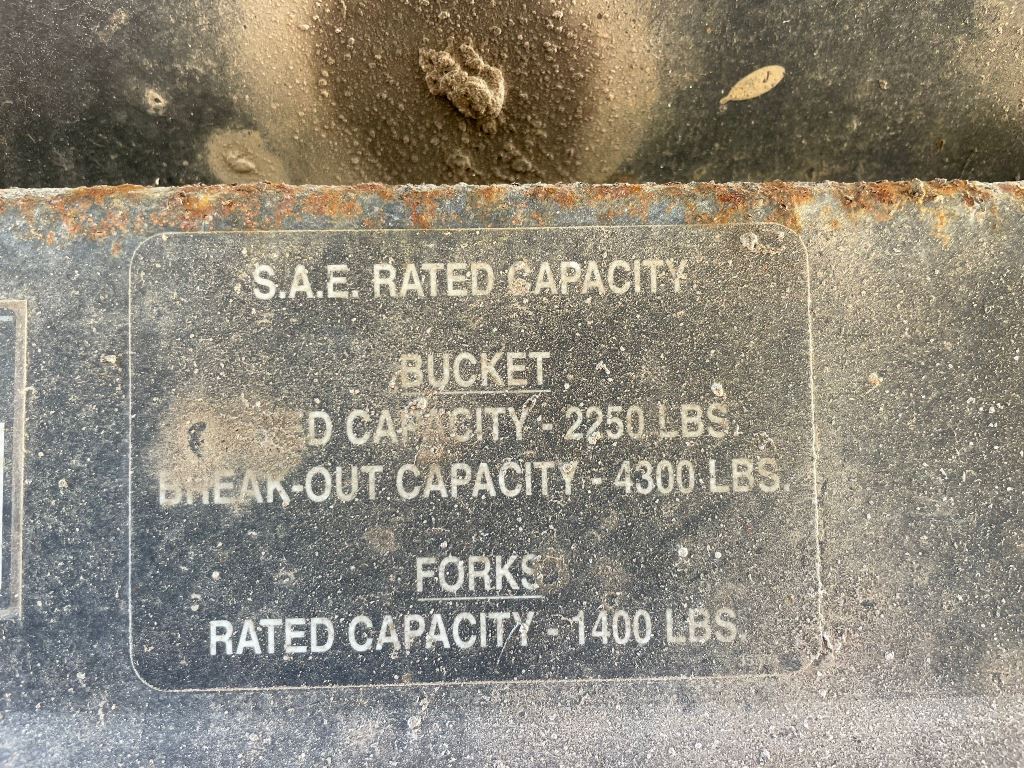 S.A.E. RATED CAPACITY
BUCKET
CAPACITY - 2250 LBS.
BREAK-OUT CAPACITY - 4300 LBS.
FORKS
RATED CAPACITY - 1400 LBS.